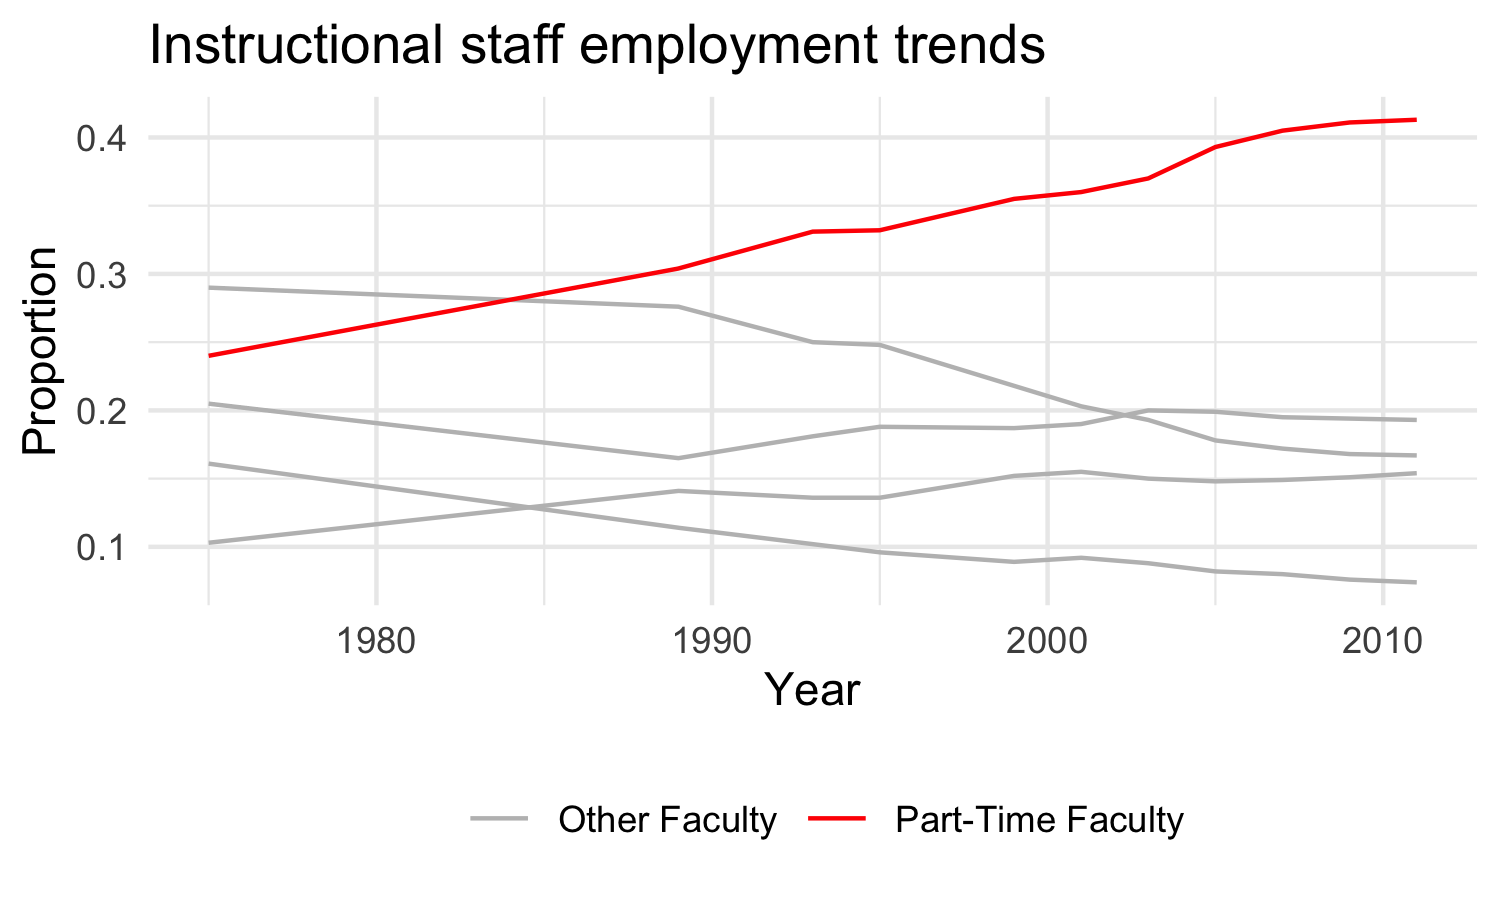 Instructional staff employment trends
Proportion
0.4
0.3
0.2
0.1
1980 1990 2000 2010
Year
Other Faculty Part-Time Faculty